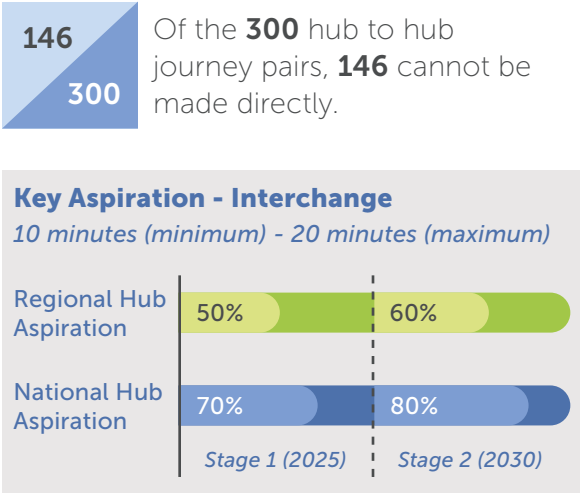 146
300
Of the 300 hub to hub
journey pairs, 146 cannot be
made directly.
Key Aspiration - Interchange
10 minutes (minimum) - 20 minutes (maximum)
Regional Hub
Aspiration
50%
60%
National Hub
Aspiration
70%
80%
Stage 1 (2025)
Stage 2 (2030)